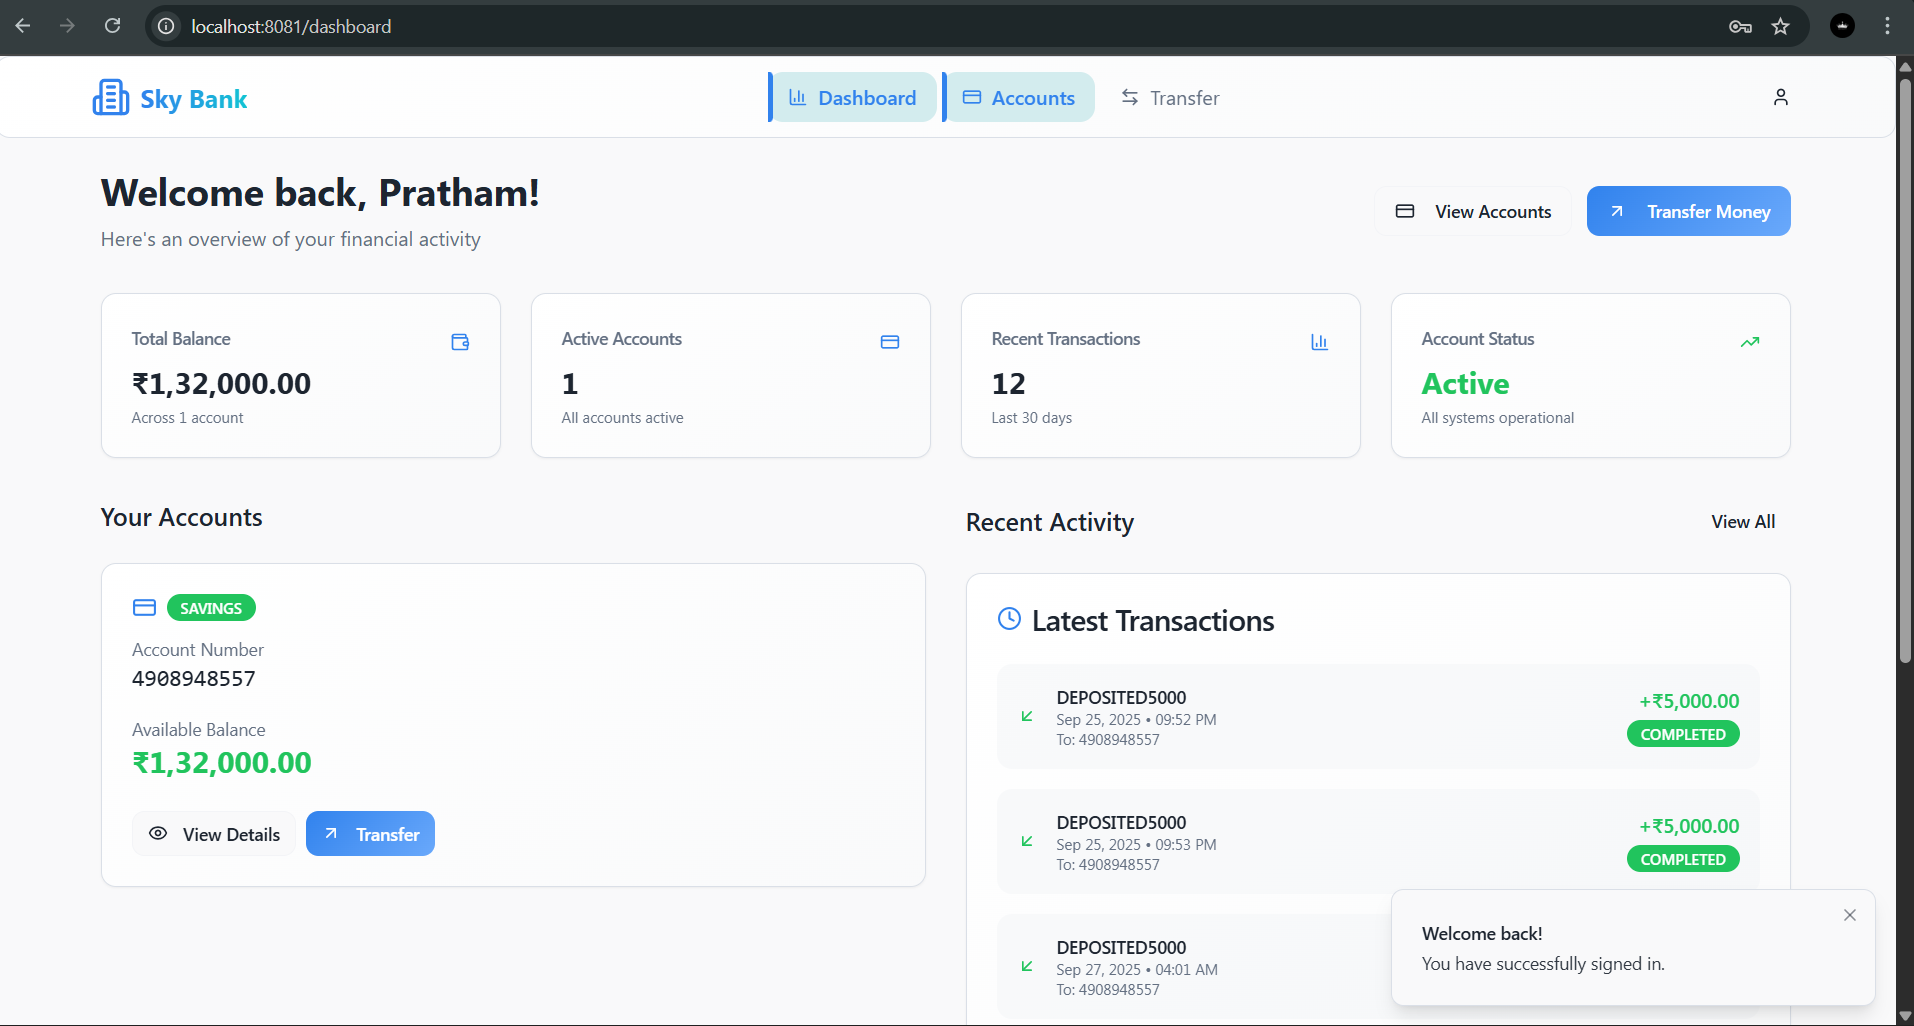 localhost:8081/dashboard
Sky Bank
Dashboard
Accounts
Transfer
Welcome back, Pratham!
Here's an overview of your financial activity
View Accounts
Transfer Money
Total Balance
₹1,32,000.00
Across 1 account
Active Accounts
1
All accounts active
Recent Transactions
12
Last 30 days
Account Status
Active
All systems operational
Your Accounts
SAVINGS
Account Number
4908948557
Available Balance
₹1,32,000.00
View Details
Transfer
Recent Activity
View All
Latest Transactions
DEPOSITED5000
Sep 25, 2025 • 09:52 PM
To: 4908948557
+₹5,000.00
COMPLETED
DEPOSITED5000
Sep 25, 2025 • 09:53 PM
To: 4908948557
+₹5,000.00
COMPLETED
DEPOSITED5000
Sep 27, 2025 • 04:01 AM
To: 4908948557
Welcome back!
You have successfully signed in.